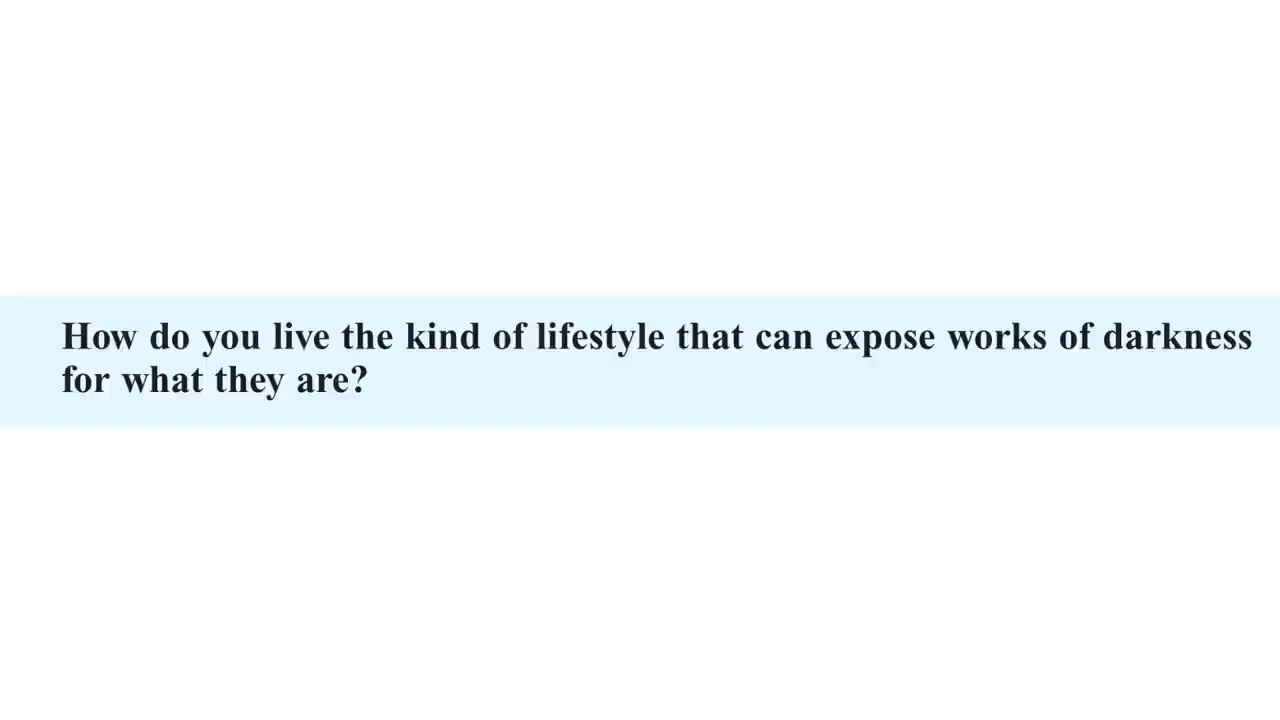 How do you live the kind of lifestyle that can expose works of darkness
for what they are?